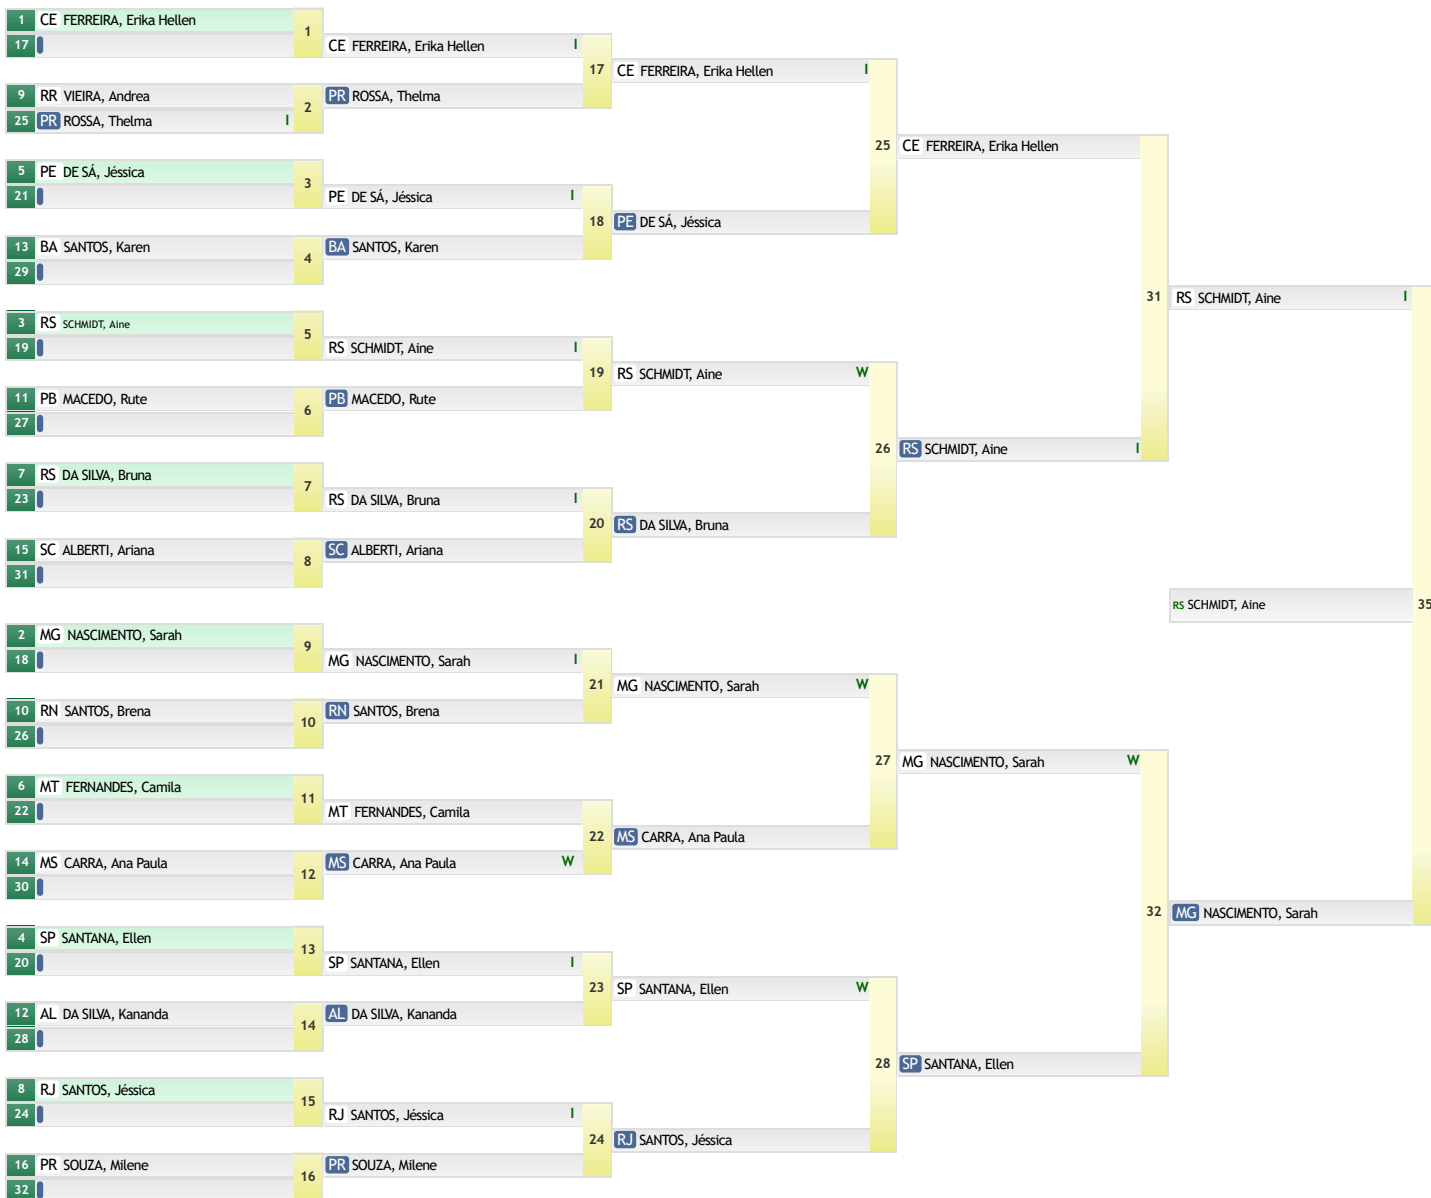 1 CE FERREIRA, Erika Hellen
17
1
9 RR VIEIRA, Andrea
25 PR ROSSA, Thelma I
2
5 PE DE SÁ, Jéssica
21
3
13 BA SANTOS, Karen
29
4
3 RS SCHMIDT, Aine
19
5
11 PB MACEDO, Rute
27
6
7 RS DA SILVA, Bruna
23
7
15 SC ALBERTI, Ariana
31
8
2 MG NASCIMENTO, Sarah
18
9
10 RN SANTOS, Brena
26
10
6 MT FERNANDES, Camila
22
11
14 MS CARRA, Ana Paula
30
12
4 SP SANTANA, Ellen
20
13
12 AL DA SILVA, Kananda
28
14
8 RJ SANTOS, Jéssica
24
15
16 PR SOUZA, Milene
32
16
CE FERREIRA, Erika Hellen I
17
PR ROSSA, Thelma
PE DE SÁ, Jéssica I
18
BA SANTOS, Karen
RS SCHMIDT, Aine I
19
PB MACEDO, Rute
RS DA SILVA, Bruna I
20
SC ALBERTI, Ariana
MG NASCIMENTO, Sarah I
21
RN SANTOS, Brena
MT FERNANDES, Camila
22
MS CARRA, Ana Paula W
SP SANTANA, Ellen I
23
AL DA SILVA, Kananda
RJ SANTOS, Jéssica I
24
PR SOUZA, Milene
CE FERREIRA, Erika Hellen I
25
PE DE SÁ, Jéssica
RS SCHMIDT, Aine W
26
RS DA SILVA, Bruna
MG NASCIMENTO, Sarah W
27
MS CARRA, Ana Paula
SP SANTANA, Ellen W
28
RJ SANTOS, Jéssica
CE FERREIRA, Erika Hellen
31
RS SCHMIDT, Aine I
MG NASCIMENTO, Sarah W
32
SP SANTANA, Ellen
RS SCHMIDT, Aine I
RS SCHMIDT, Aine
35
MG NASCIMENTO, Sarah